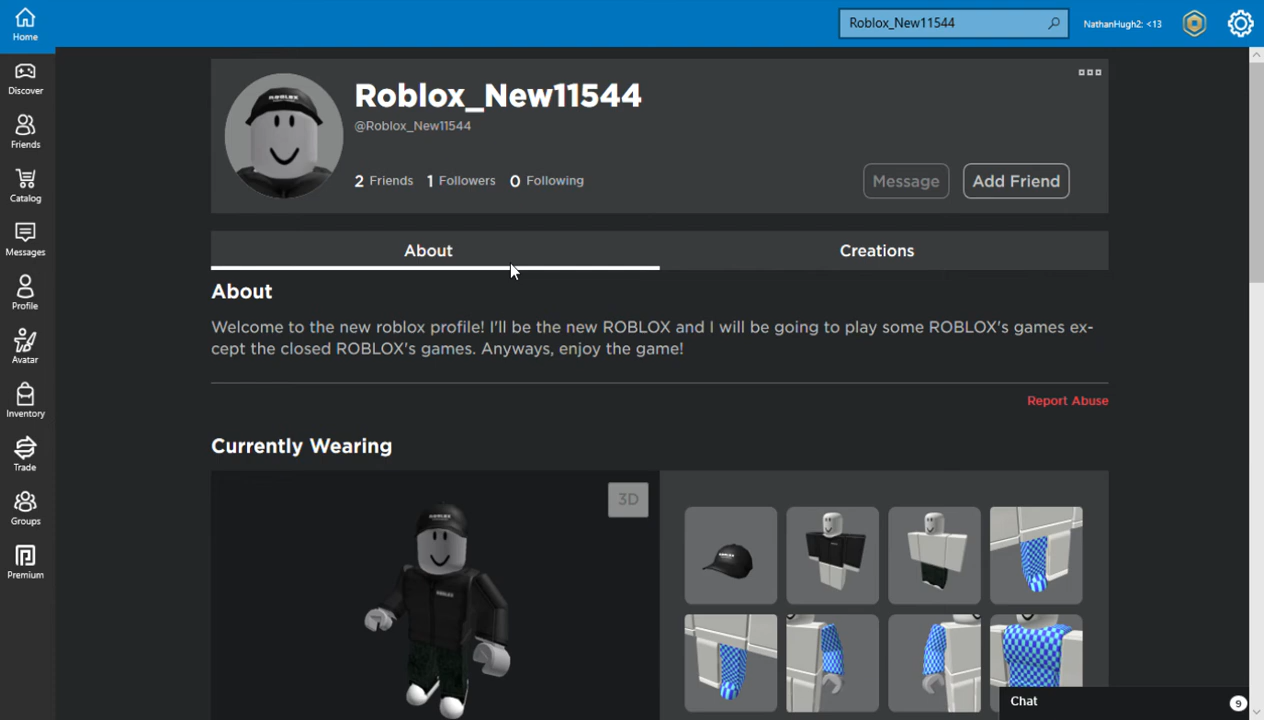 Home
Roblox_New11544
NathanHugh2: <13
Discover
Friends
Catalog
Messages
Profile
Avatar
Inventory
Trade
Groups
Premium
Roblox_New11544
@Roblox_New11544
2 Friends 1 Followers 0 Following
Message
Add Friend
About
Creations
About
Welcome to the new roblox profile! I'll be the new ROBLOX and I will be going to play some ROBLOX's games ex-
cept the closed ROBLOX's games. Anyways, enjoy the game!
Report Abuse
Currently Wearing
3D
ROBLOX
ROBLOX
Chat
9